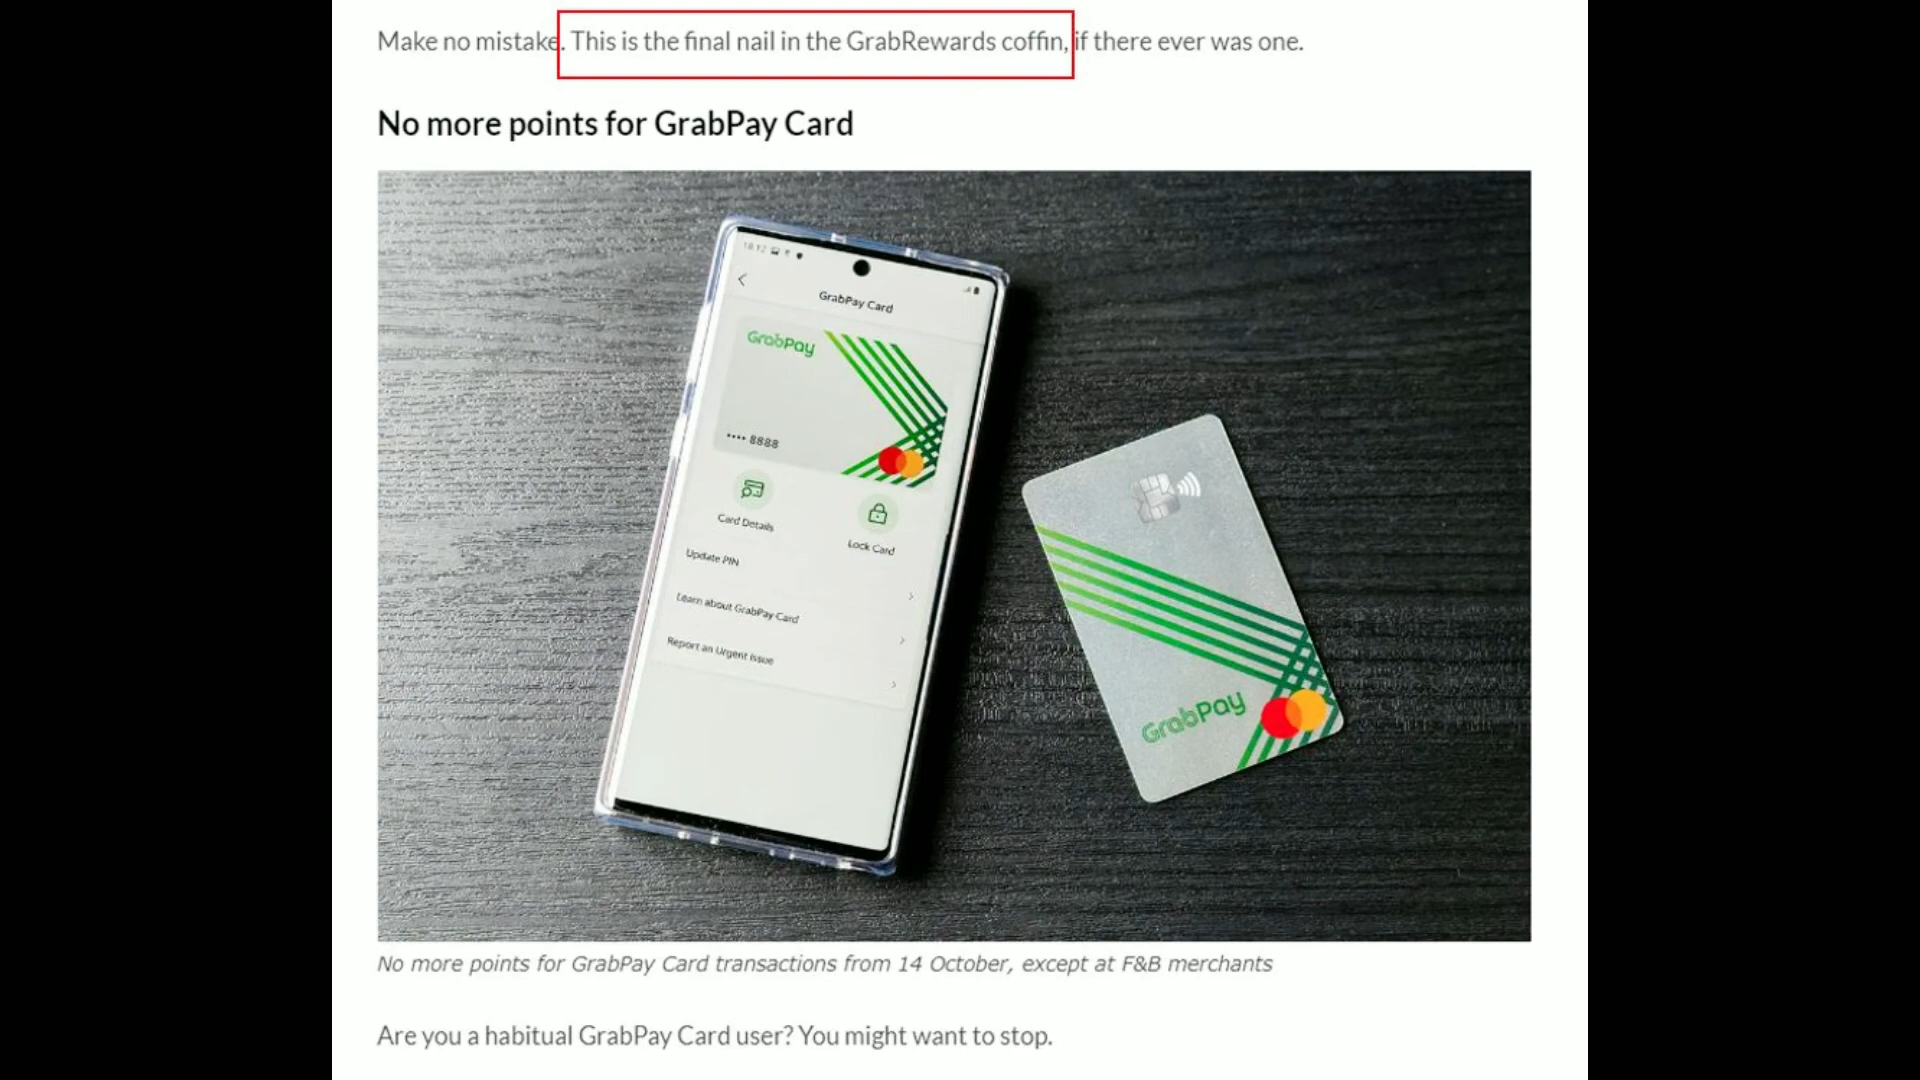 Make no mistake. This is the final nail in the GrabRewards coffin, if there ever was one.
No more points for GrabPay Card
18:12
GrabPay Card
GrabPay
•••• 8888
Card Details
Lock Card
Update PIN
Learn about GrabPay Card
Report an Urgent Issue
GrabPay
No more points for GrabPay Card transactions from 14 October, except at F&B merchants
Are you a habitual GrabPay Card user? You might want to stop.